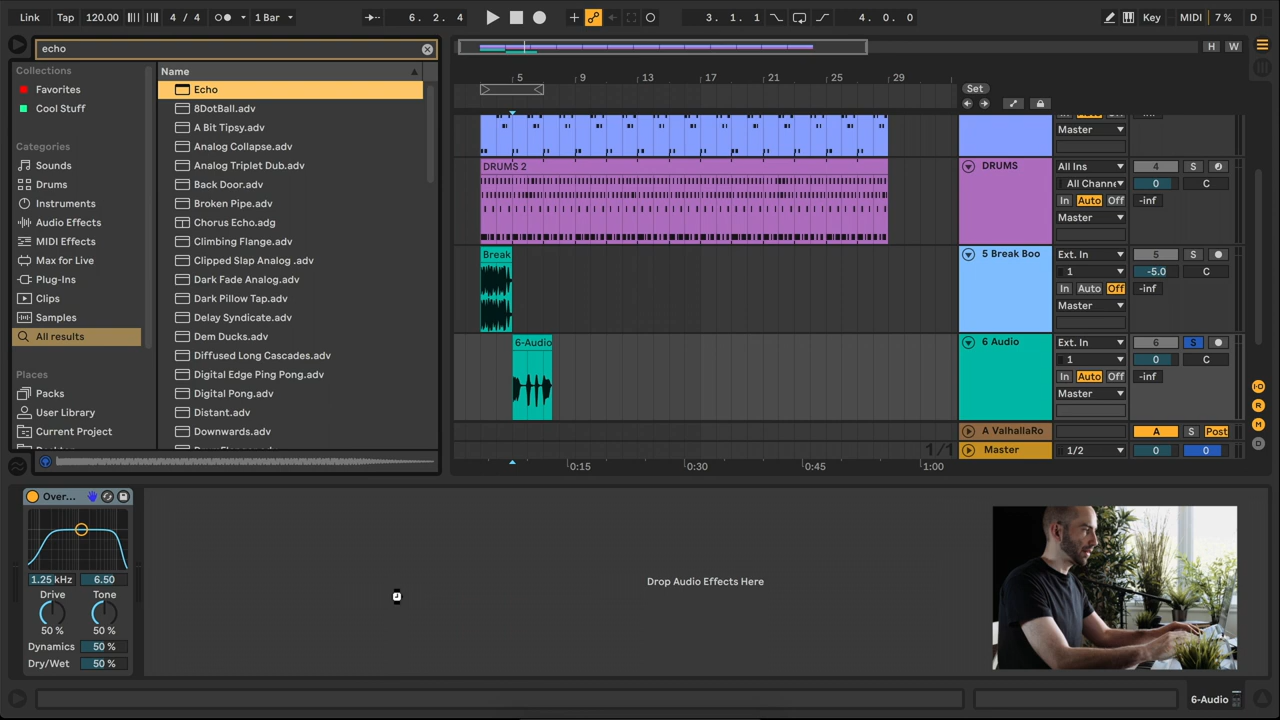 Link Tap 120.00 4 / 4 1 Bar 6. 2. 4 3. 1. 1 4. 0. 0 Key MIDI 7 % D
echo
H W
Collections
Favorites
Cool Stuff
Categories
Sounds
Drums
Instruments
Audio Effects
MIDI Effects
Max for Live
Plug-Ins
Clips
Samples
All results
Places
Packs
User Library
Current Project
Name
Echo
8DotBall.adv
A Bit Tipsy.adv
Analog Collapse.adv
Analog Triplet Dub.adv
Back Door.adv
Broken Pipe.adv
Chorus Echo.adg
Climbing Flange.adv
Clipped Slap Analog .adv
Dark Fade Analog.adv
Dark Pillow Tap.adv
Delay Syndicate.adv
Dem Ducks.adv
Diffused Long Cascades.adv
Digital Edge Ping Pong.adv
Digital Pong.adv
Distant.adv
Downwards.adv
5 9 13 17 21 25 29
Set
Master
DRUMS 2
DRUMS All Ins 4 S
All Channe 0 C
In Auto Off -inf
Master
Break
5 Break Boo Ext. In 5 S
1 -5.0 C
In Auto Off -inf
Master
6-Audio
6 Audio Ext. In 6 S
1 0 C
In Auto Off -inf
Master
A ValhallaRo A S Post
1/1 Master 1/2 0 0
0:15 0:30 0:45 1:00
I·O
R
M
D
Over...
1.25 kHz 6.50
Drive Tone
50 % 50 %
Dynamics 50 %
Dry/Wet 50 %
Drop Audio Effects Here
6-Audio